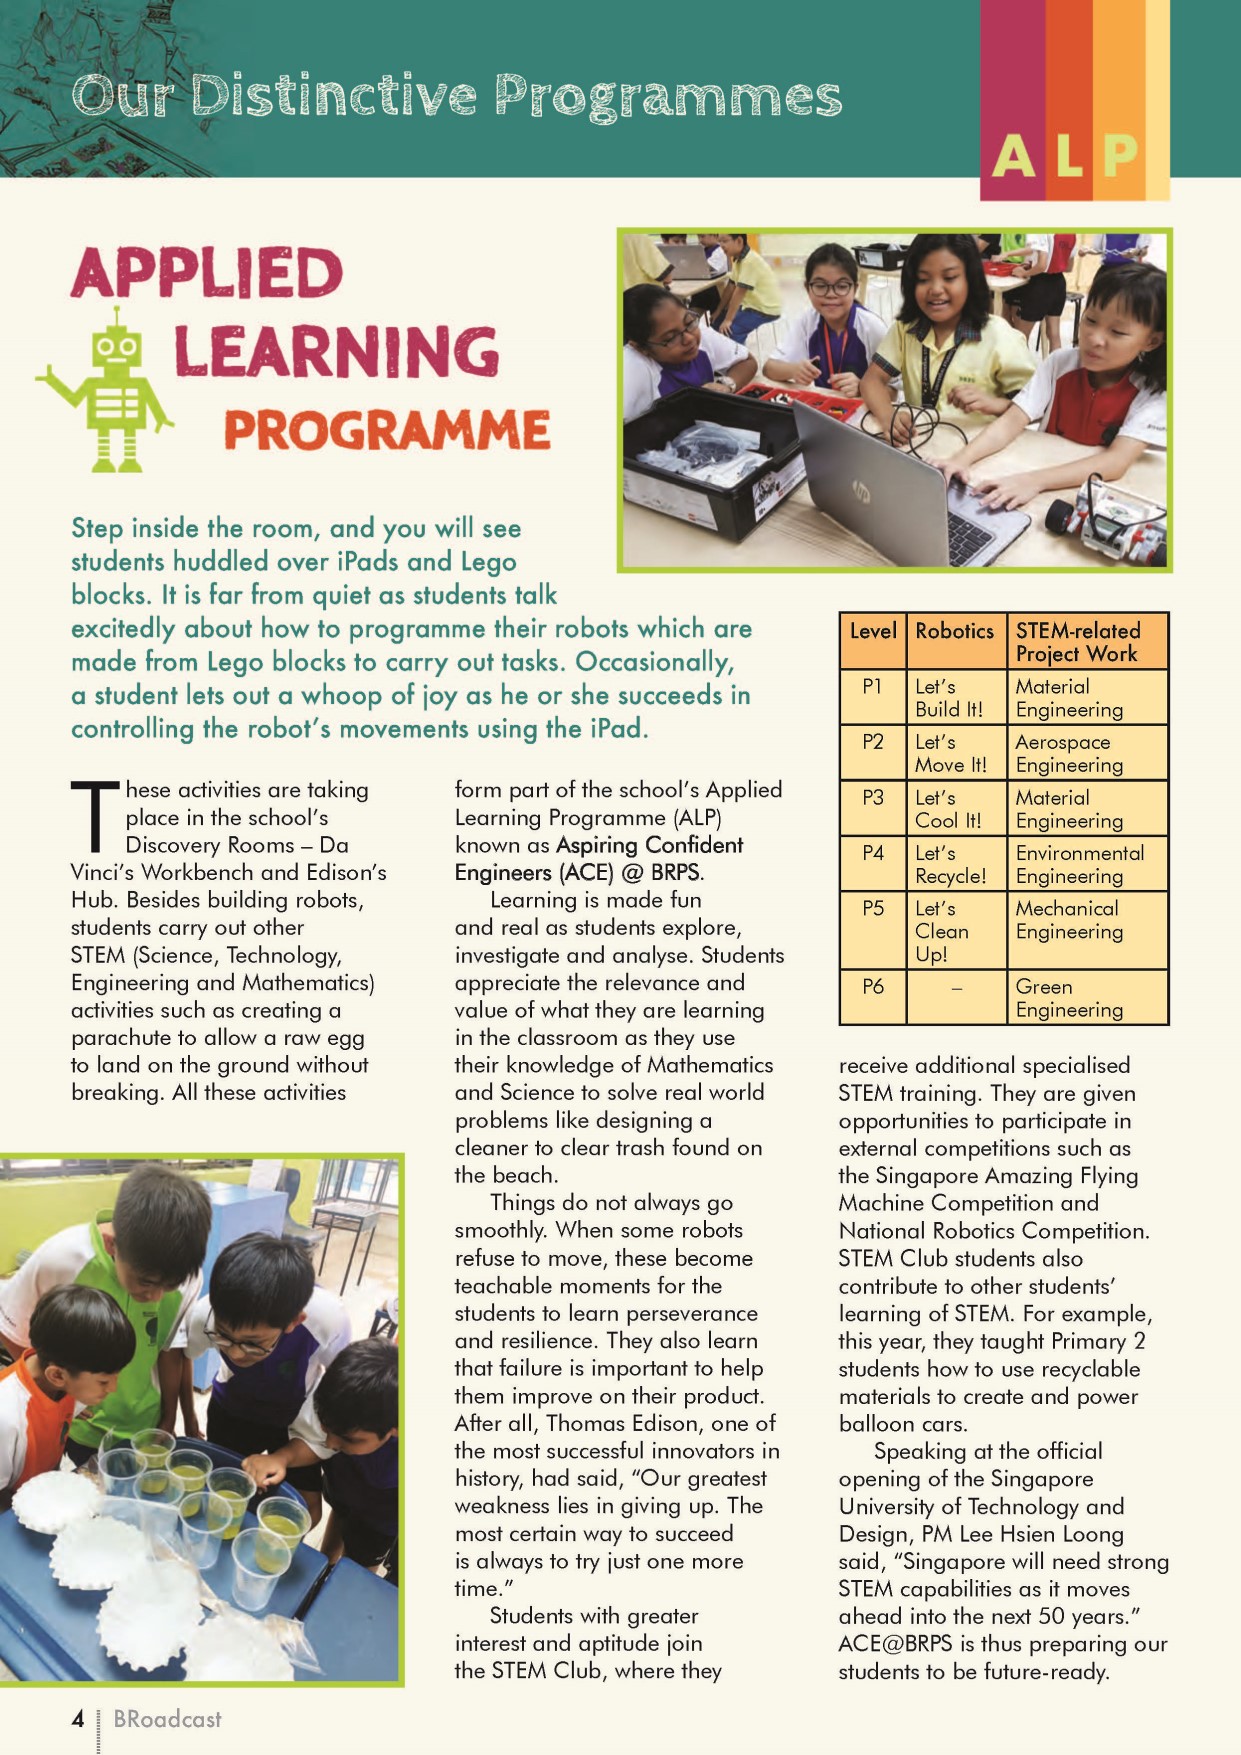 Our Distinctive Programmes
ALP
APPLIED
LEARNING
PROGRAMME
Step inside the room, and you will see
students huddled over iPads and Lego
blocks. It is far from quiet as students talk
excitedly about how to programme their robots which are
made from Lego blocks to carry out tasks. Occasionally,
a student lets out a whoop of joy as he or she succeeds in
controlling the robot's movements using the iPad.
These activities are taking
place in the school's
Discovery Rooms – Da
Vinci's Workbench and Edison's
Hub. Besides building robots,
students carry out other
STEM (Science, Technology,
Engineering and Mathematics)
activities such as creating a
parachute to allow a raw egg
to land on the ground without
breaking. All these activities
form part of the school's Applied
Learning Programme (ALP)
known as Aspiring Confident
Engineers (ACE) @ BRPS.
Learning is made fun
and real as students explore,
investigate and analyse. Students
appreciate the relevance and
value of what they are learning
in the classroom as they use
their knowledge of Mathematics
and Science to solve real world
problems like designing a
cleaner to clear trash found on
the beach.
Things do not always go
smoothly. When some robots
refuse to move, these become
teachable moments for the
students to learn perseverance
and resilience. They also learn
that failure is important to help
them improve on their product.
After all, Thomas Edison, one of
the most successful innovators in
history, had said, “Our greatest
weakness lies in giving up. The
most certain way to succeed
is always to try just one more
time.”
Students with greater
interest and aptitude join
the STEM Club, where they
Level Robotics STEM-related
Project Work
P1 Let's Material
Build It! Engineering
P2 Let's Aerospace
Move It! Engineering
P3 Let's Material
Cool It! Engineering
P4 Let's Environmental
Recycle! Engineering
P5 Let's Mechanical
Clean Engineering
Up!
P6 – Green
Engineering
receive additional specialised
STEM training. They are given
opportunities to participate in
external competitions such as
the Singapore Amazing Flying
Machine Competition and
National Robotics Competition.
STEM Club students also
contribute to other students'
learning of STEM. For example,
this year, they taught Primary 2
students how to use recyclable
materials to create and power
balloon cars.
Speaking at the official
opening of the Singapore
University of Technology and
Design, PM Lee Hsien Loong
said, “Singapore will need strong
STEM capabilities as it moves
ahead into the next 50 years.”
ACE@BRPS is thus preparing our
students to be future-ready.
4 BRoadcast
hp